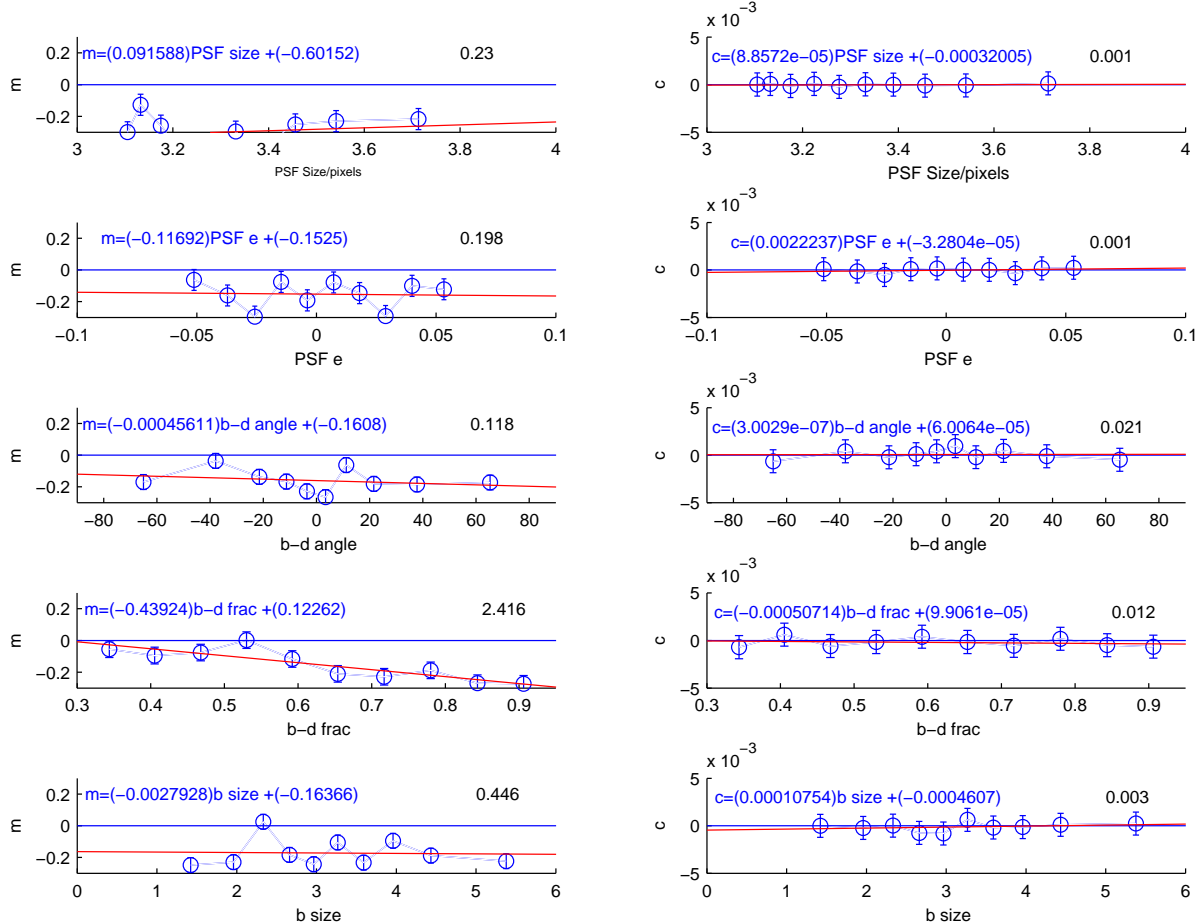 x 10⁻³
m=(0.091588)PSF size +(−0.60152) 0.23
c=(8.8572e−05)PSF size +(−0.00032005) 0.001
m
0.2
0
−0.2
3 3.2 3.4 3.6 3.8 4
PSF Size/pixels
c
5
0
−5
3 3.2 3.4 3.6 3.8 4
PSF Size/pixels
x 10⁻³
m=(−0.11692)PSF e +(−0.1525) 0.198
c=(0.0022237)PSF e +(−3.2804e−05) 0.001
m
0.2
0
−0.2
−0.1 −0.05 0 0.05 0.1
PSF e
c
5
0
−5
−0.1 −0.05 0 0.05 0.1
PSF e
x 10⁻³
m=(−0.00045611)b−d angle +(−0.1608) 0.118
c=(3.0029e−07)b−d angle +(6.0064e−05) 0.021
m
0.2
0
−0.2
−80 −60 −40 −20 0 20 40 60 80
b−d angle
c
5
0
−5
−80 −60 −40 −20 0 20 40 60 80
b−d angle
x 10⁻³
m=(−0.43924)b−d frac +(0.12262) 2.416
c=(−0.00050714)b−d frac +(9.9061e−05) 0.012
m
0.2
0
−0.2
0.3 0.4 0.5 0.6 0.7 0.8 0.9
b−d frac
c
5
0
−5
0.3 0.4 0.5 0.6 0.7 0.8 0.9
b−d frac
x 10⁻³
m=(−0.0027928)b size +(−0.16366) 0.446
c=(0.00010754)b size +(−0.0004607) 0.003
m
0.2
0
−0.2
0 1 2 3 4 5 6
b size
c
5
0
−5
0 1 2 3 4 5 6
b size